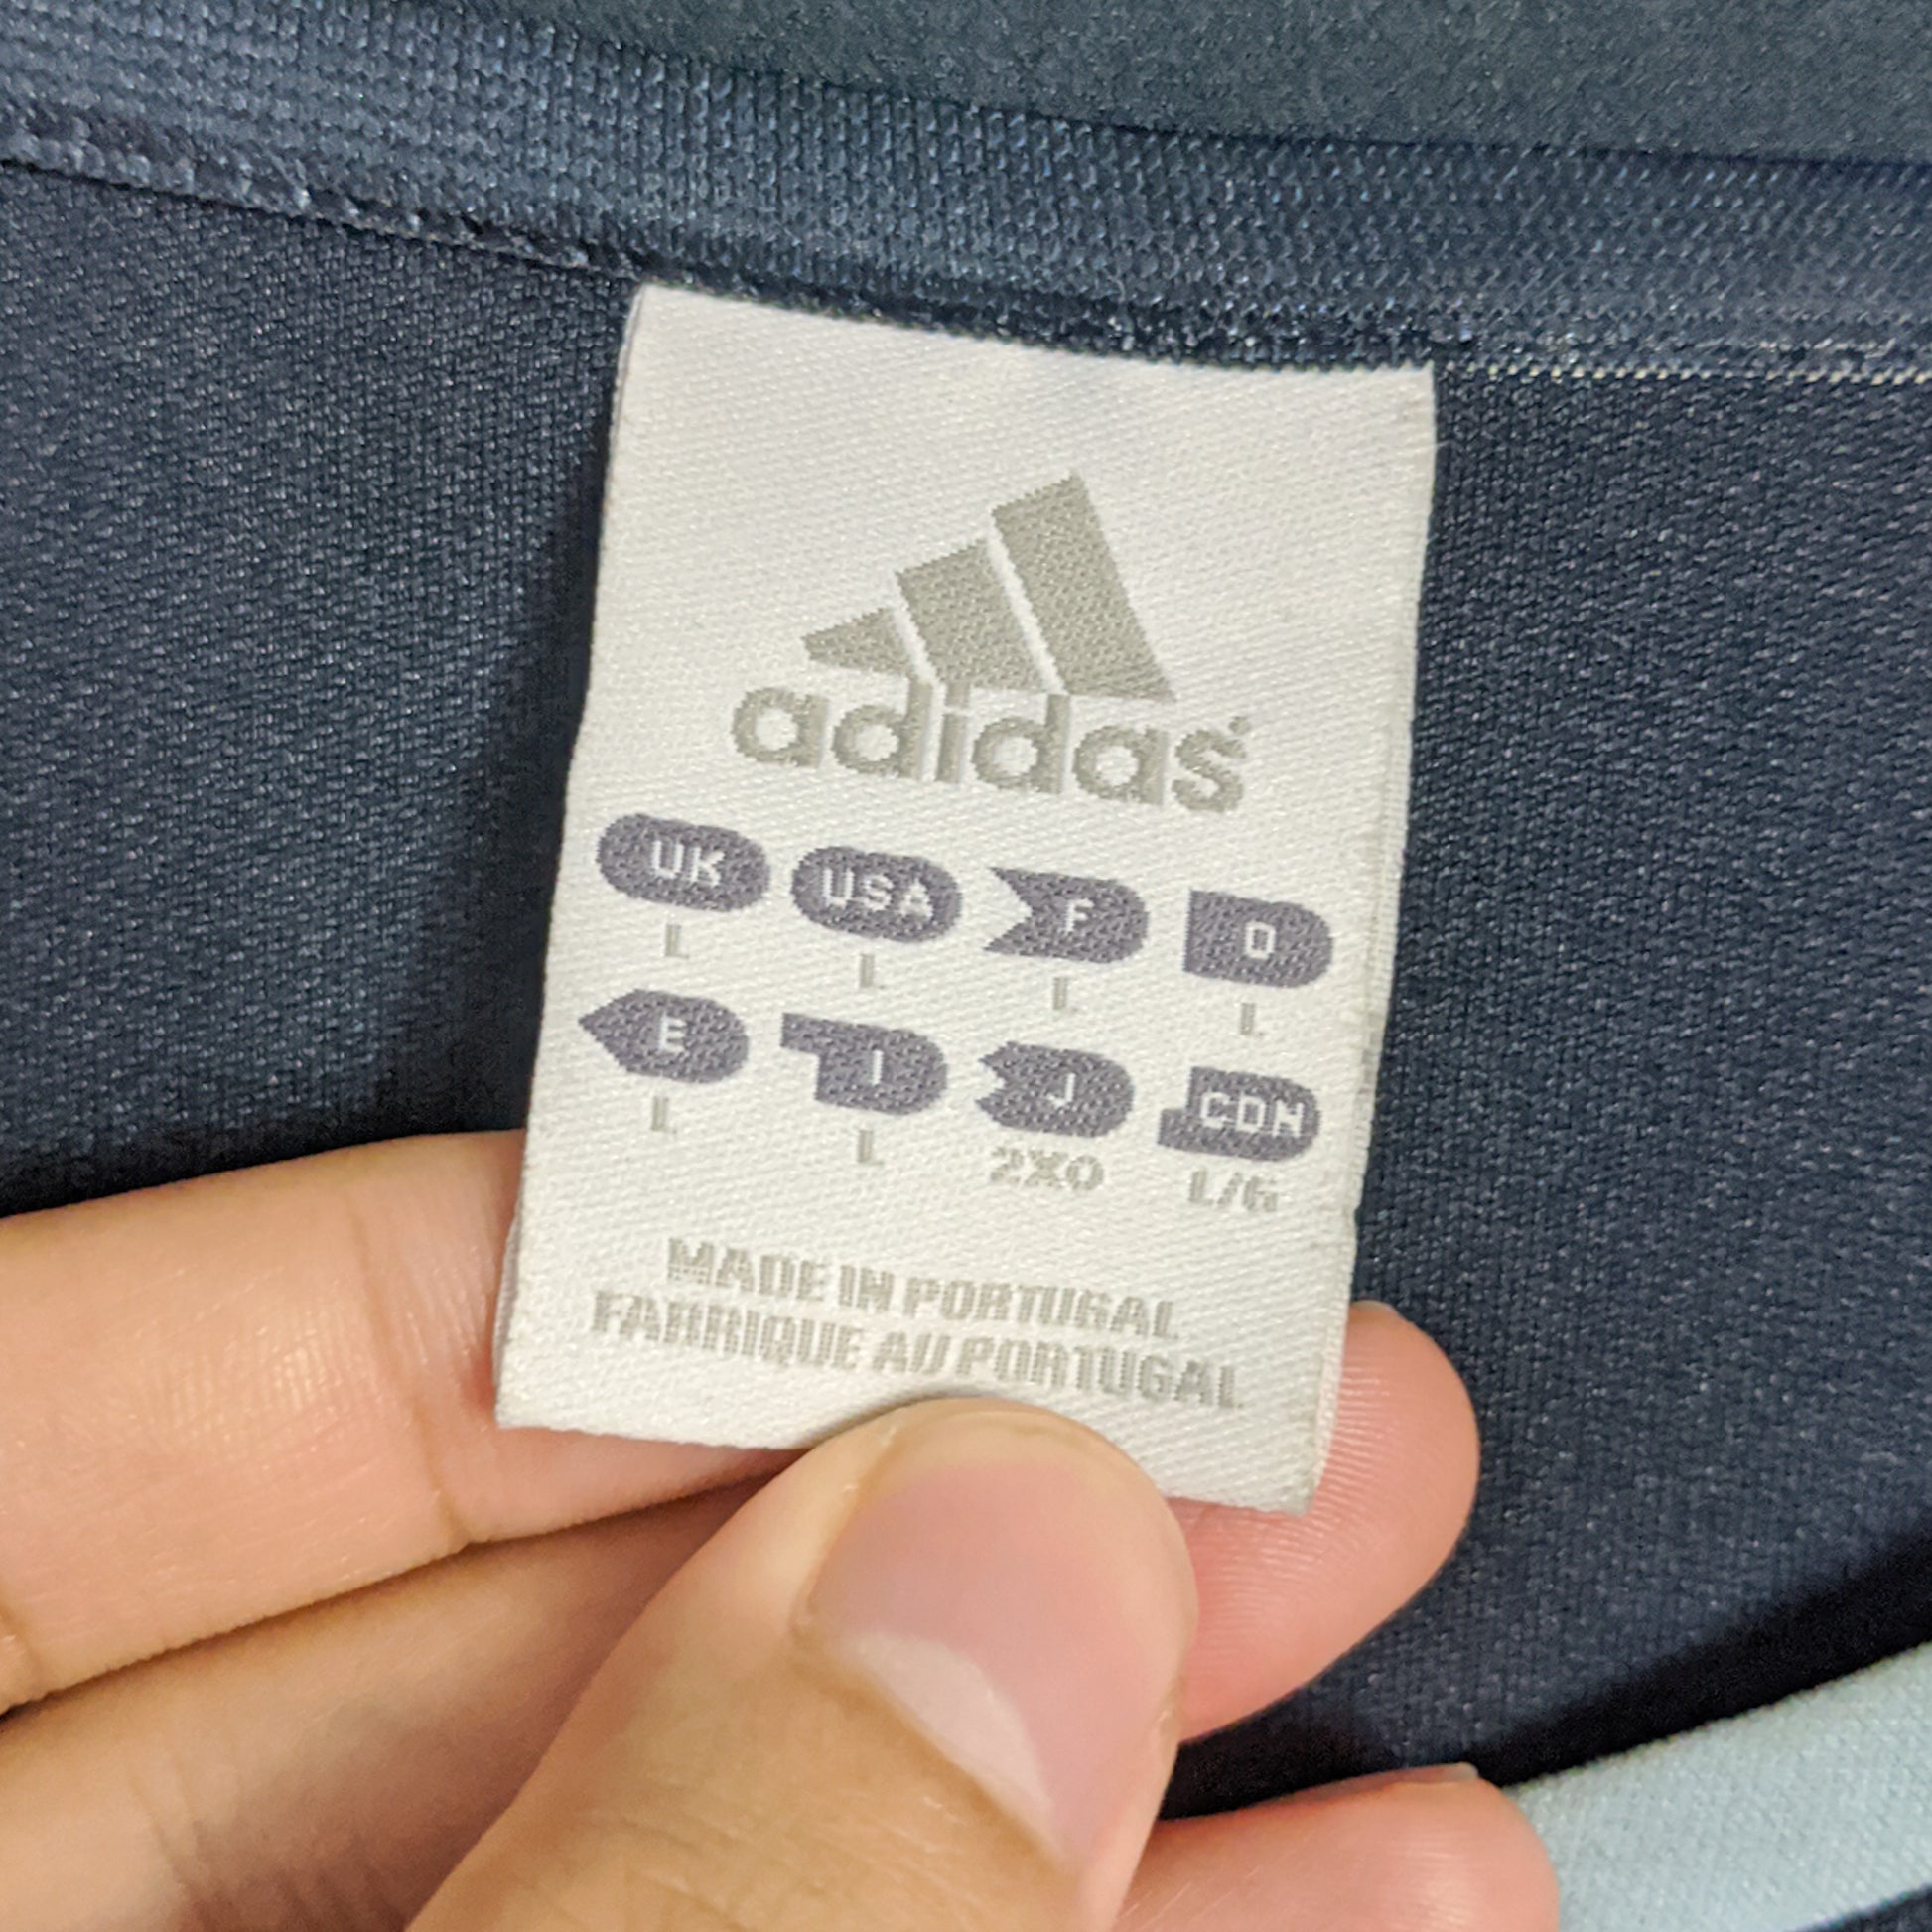 adidas
UK USA F D
L L L L
E I J CDN
L L 2XO L/G
MADE IN PORTUGAL
FABRIQUE AU PORTUGAL